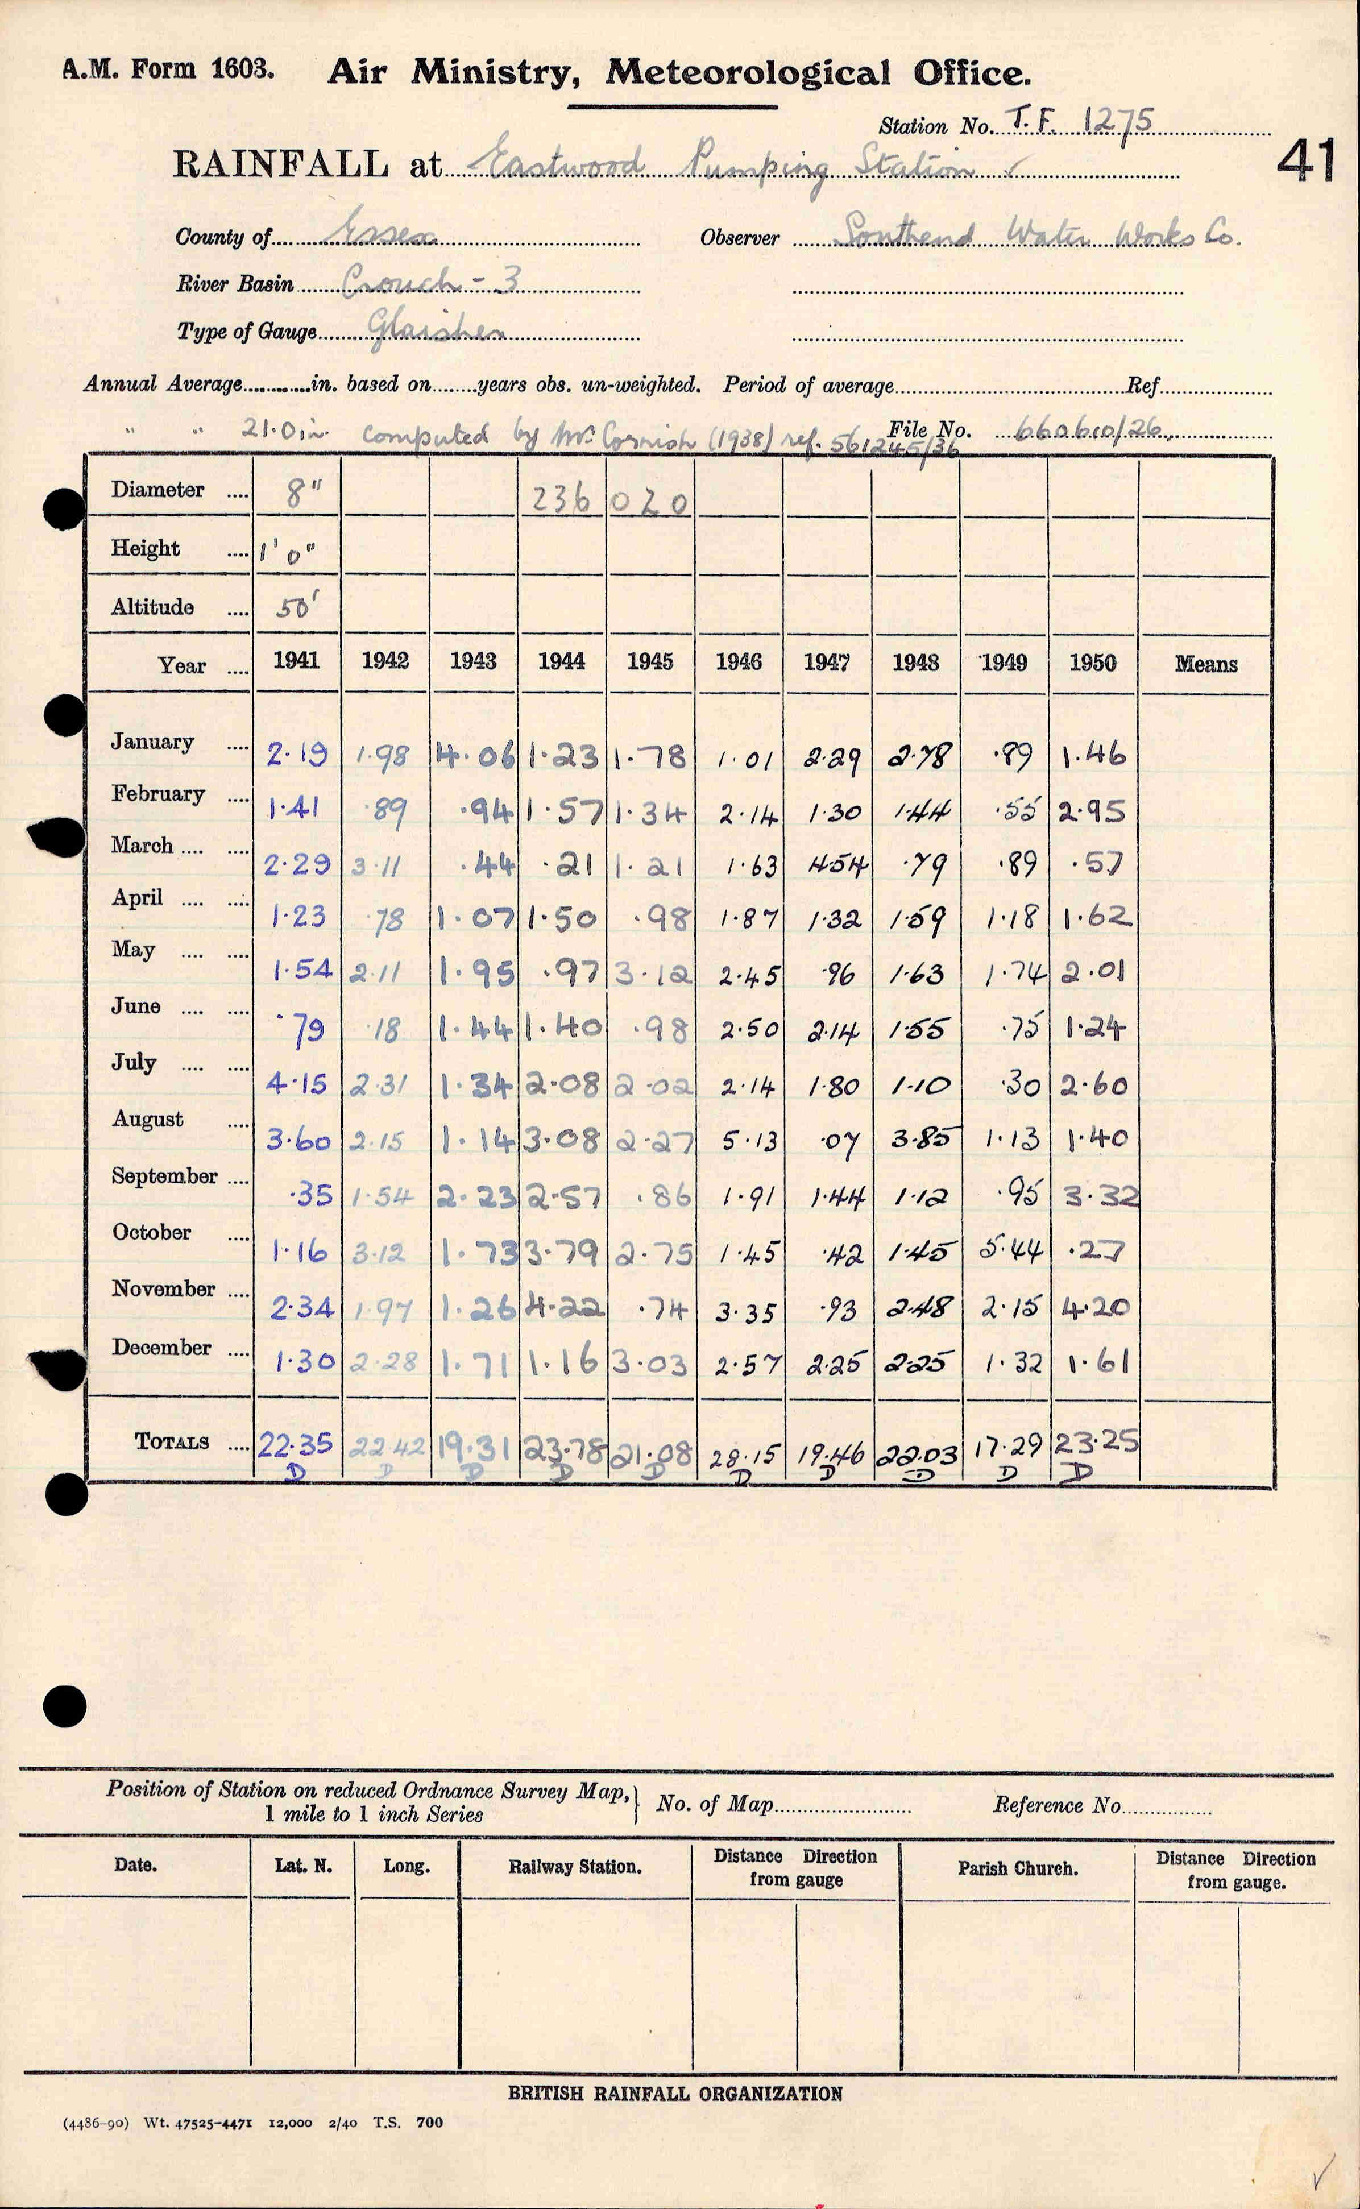 A.M. Form 1603. Air Ministry, Meteorological Office.
Station No. T.F. 1275
41
RAINFALL at Eastwood Pumping Station ✓
County of Essex Observer Southend Water Works Co.
River Basin Crouch - 3
Type of Gauge Glaisher
Annual Average in. based on years obs. un-weighted. Period of average Ref
" " 21.0in computed by Mr Cornish (1938) ref. 561245/36 File No. 660610/26
Diameter .... 8" 236 020
Height .... 1' 0"
Altitude .... 50'
Year .... 1941 1942 1943 1944 1945 1946 1947 1948 1949 1950 Means
January .... 2.19 1.98 4.06 1.23 1.78 1.01 2.29 2.78 .89 1.46
February .... 1.41 .89 .94 1.57 1.34 2.14 1.30 1.44 .55 2.95
March .... .... 2.29 3.11 .44 .21 1.21 1.63 4.54 .79 .89 .57
April .... .... 1.23 .78 1.07 1.50 .98 1.87 1.32 1.59 1.18 1.62
May .... .... 1.54 2.11 1.95 .97 3.12 2.45 .96 1.63 1.74 2.01
June .... .... .79 .18 1.44 1.40 .98 2.50 2.14 1.55 .75 1.24
July .... .... 4.15 2.31 1.34 2.08 2.02 2.14 1.80 1.10 .30 2.60
August .... 3.60 2.15 1.14 3.08 2.27 5.13 .07 3.85 1.13 1.40
September .... .35 1.54 2.23 2.57 .86 1.91 1.44 1.12 .95 3.32
October .... 1.16 3.12 1.73 3.79 2.75 1.45 .42 1.45 5.44 .27
November .... 2.34 1.97 1.26 4.22 .74 3.35 .93 2.48 2.15 4.20
December .... 1.30 2.28 1.71 1.16 3.03 2.57 2.25 2.25 1.32 1.61
TOTALS .... 22.35 22.42 19.31 23.78 21.08 28.15 19.46 22.03 17.29 23.25
D D D D D D D D D D
Position of Station on reduced Ordnance Survey Map,
1 mile to 1 inch Series
No. of Map Reference No
Date. Lat. N. Long. Railway Station. Distance from gauge Direction Parish Church. Distance from gauge. Direction
BRITISH RAINFALL ORGANIZATION
(4486-90) Wt. 47525-4471 12,000 2/40 T.S. 700
✓